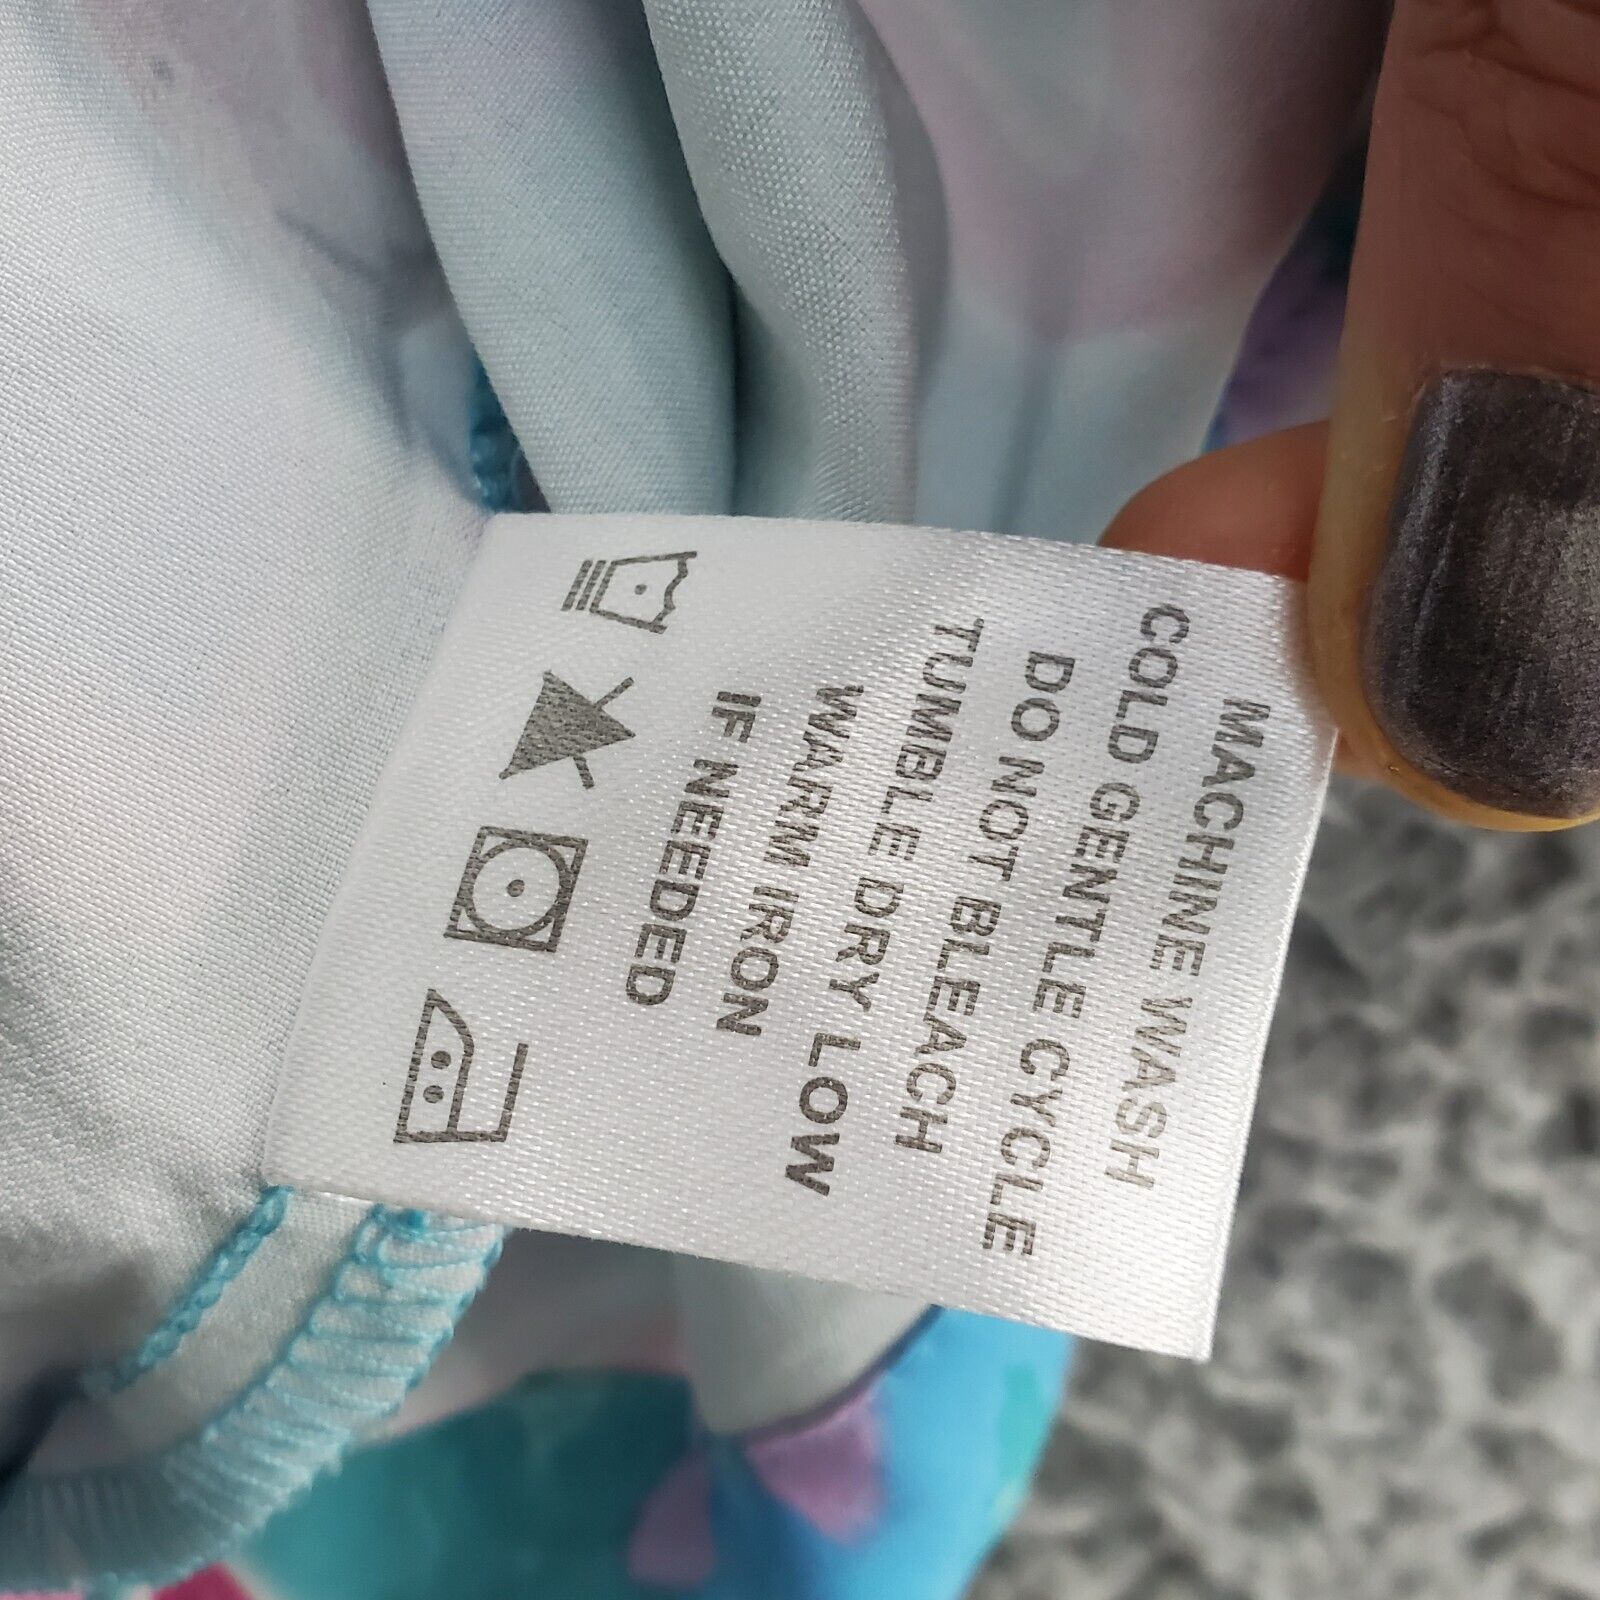 MACHINE WASH
COLD GENTLE CYCLE
DO NOT BLEACH
TUMBLE DRY LOW
WARM IRON
IF NEEDED